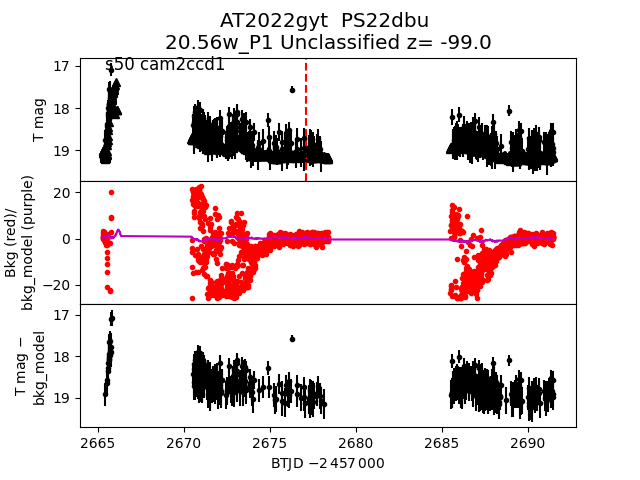 AT2022gyt  PS22dbu
20.56w_P1 Unclassified z= -99.0
s50 cam2ccd1
T mag
17
18
19
Bkg (red)/
bkg_model (purple)
20
0
−20
T mag −
bkg_model
17
18
19
2665
2670
2675
2680
2685
2690
BTJD −2 457 000